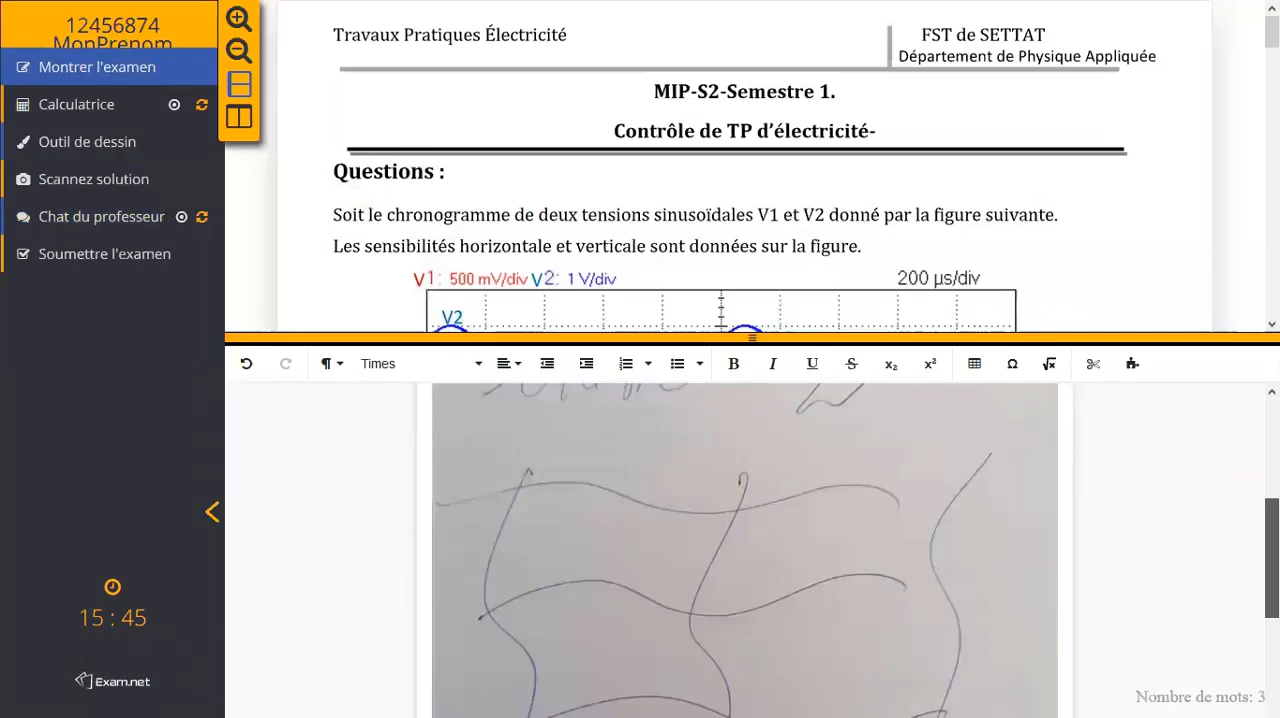 12456874
MonPrenom
Montrer l'examen
Calculatrice
Outil de dessin
Scannez solution
Chat du professeur
Soumettre l'examen
15 : 45
Exam.net
Travaux Pratiques Électricité
FST de SETTAT
Département de Physique Appliquée
MIP-S2-Semestre 1.
Contrôle de TP d'électricité-
Questions :
Soit le chronogramme de deux tensions sinusoïdales V1 et V2 donné par la figure suivante.
Les sensibilités horizontale et verticale sont données sur la figure.
V1: 500 mV/div V2: 1 V/div 200 µs/div
V2
¶ Times B I U S x₂ x² Ω √x
Nombre de mots: 3